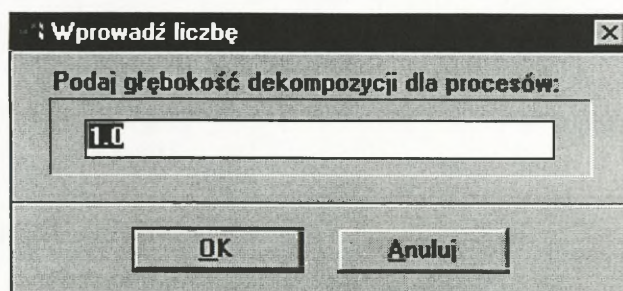 Wprowadź liczbę
Podaj głębokość dekompozycji dla procesów:
1.0
OK
Anuluj